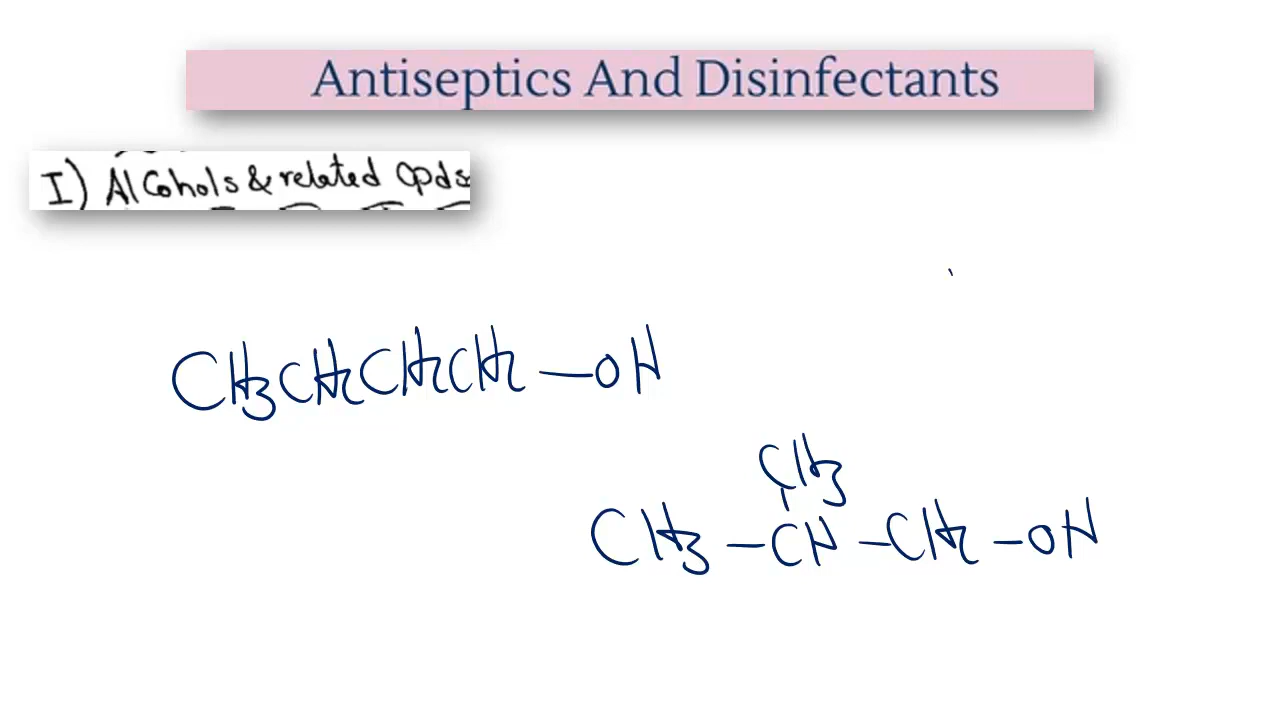 Antiseptics And Disinfectants
I) Alcohols & related Cpds
CH3CH2CH2CH2 — OH
CH3
CH3 — CH — CH2 — OH